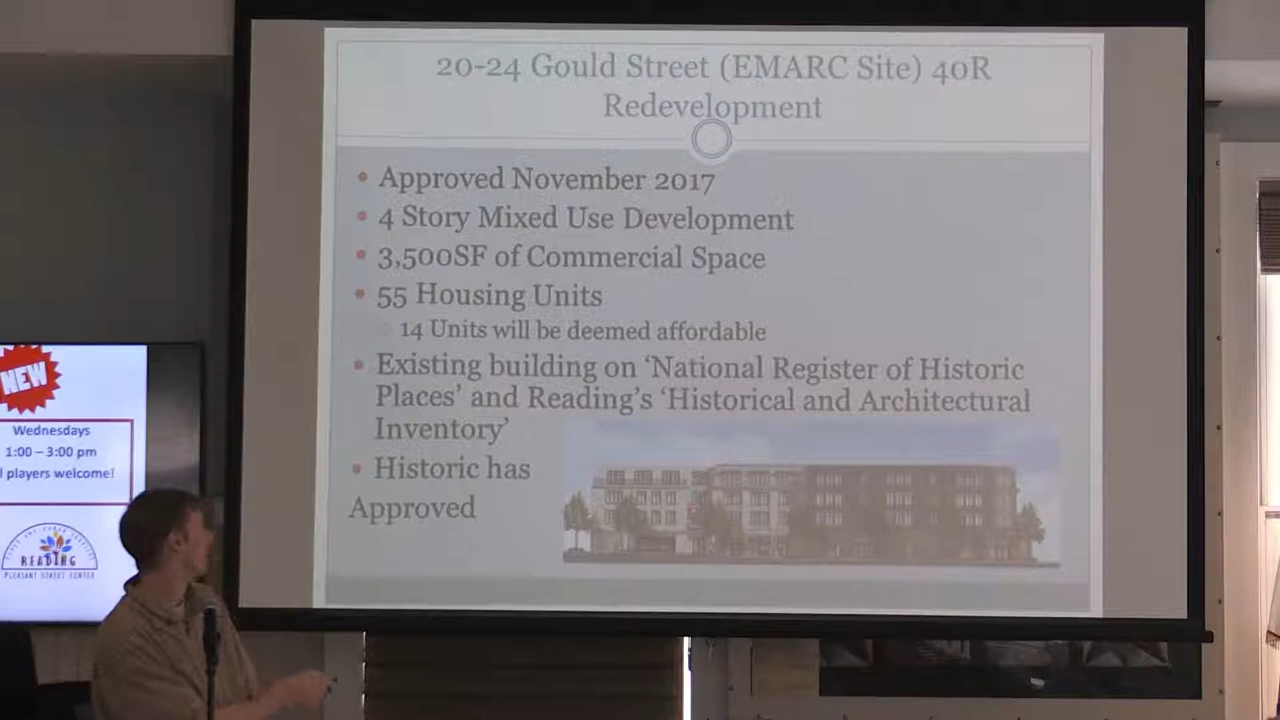 20-24 Gould Street (EMARC Site) 40R
Redevelopment
• Approved November 2017
• 4 Story Mixed Use Development
• 3,500SF of Commercial Space
• 55 Housing Units
14 Units will be deemed affordable
• Existing building on ‘National Register of Historic
Places’ and Reading’s ‘Historical and Architectural
Inventory’
• Historic has
Approved
NEW
Wednesdays
1:00 – 3:00 pm
players welcome!
READING
PLEASANT STREET CENTER